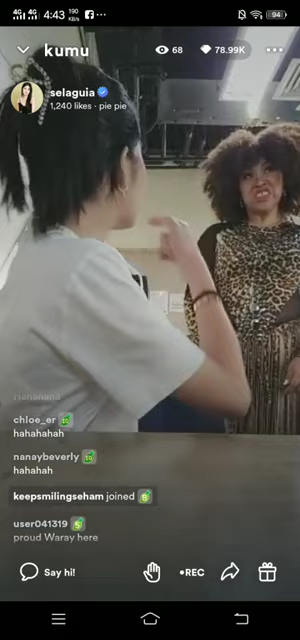 4G 4G 4:43 190 KB/s 94
kumu 68 78.99K
selaguia
1,240 likes · pie pie
Hahahaha
chloe_er 10
hahahahah
nanaybeverly 10
hahahah
keepsmilingseham joined 8
user041319 5
proud Waray here
Say hi! •REC